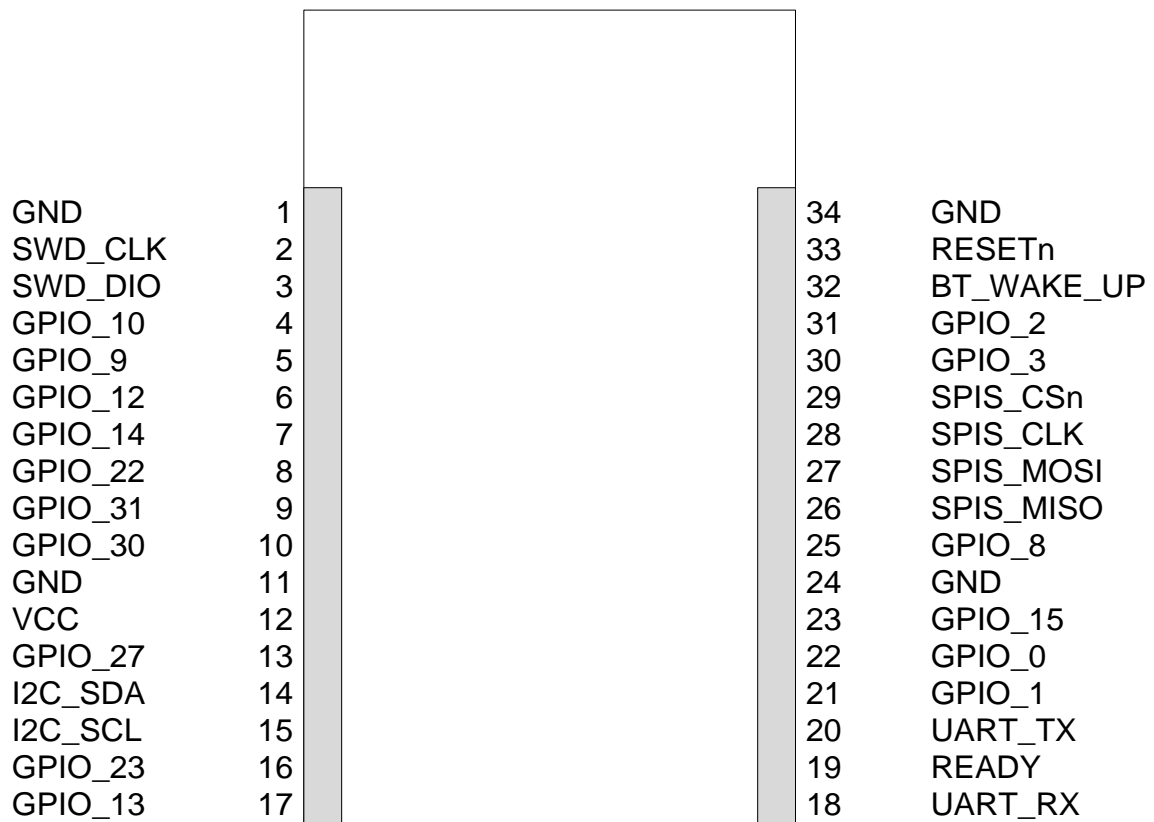 GND 1 34 GND
SWD_CLK 2 33 RESETn
SWD_DIO 3 32 BT_WAKE_UP
GPIO_10 4 31 GPIO_2
GPIO_9 5 30 GPIO_3
GPIO_12 6 29 SPIS_CSn
GPIO_14 7 28 SPIS_CLK
GPIO_22 8 27 SPIS_MOSI
GPIO_31 9 26 SPIS_MISO
GPIO_30 10 25 GPIO_8
GND 11 24 GND
VCC 12 23 GPIO_15
GPIO_27 13 22 GPIO_0
I2C_SDA 14 21 GPIO_1
I2C_SCL 15 20 UART_TX
GPIO_23 16 19 READY
GPIO_13 17 18 UART_RX